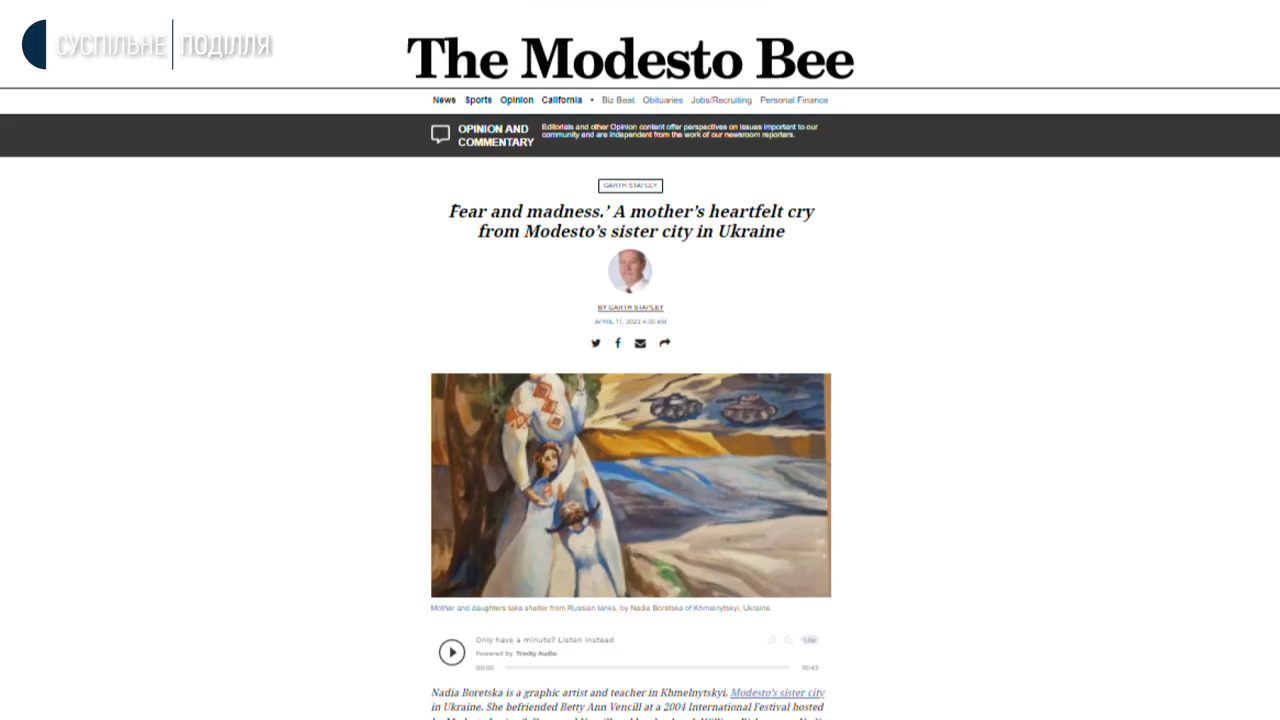 СУСПІЛЬНЕ ПОДІЛЛЯ
The Modesto Bee
News Sports Opinion California • Biz Beat Obituaries Jobs/Recruiting Personal Finance
OPINION AND
COMMENTARY
Editorials and other Opinion content offer perspectives on issues important to our
community and are independent from the work of our newsroom reporters.
GARTH STAPLEY
‘Fear and madness.’ A mother’s heartfelt cry
from Modesto’s sister city in Ukraine
BY GARTH STAPLEY
APRIL 11, 2022 4:00 AM
Mother and daughters take shelter from Russian tanks, by Nadia Boretska of Khmelnytskyi, Ukraine.
Only have a minute? Listen instead
Powered by Trinity Audio
00:00
10:43
Nadia Boretska is a graphic artist and teacher in Khmelnytskyi, Modesto’s sister city
in Ukraine. She befriended Betty Ann Vencill at a 2004 International Festival hosted